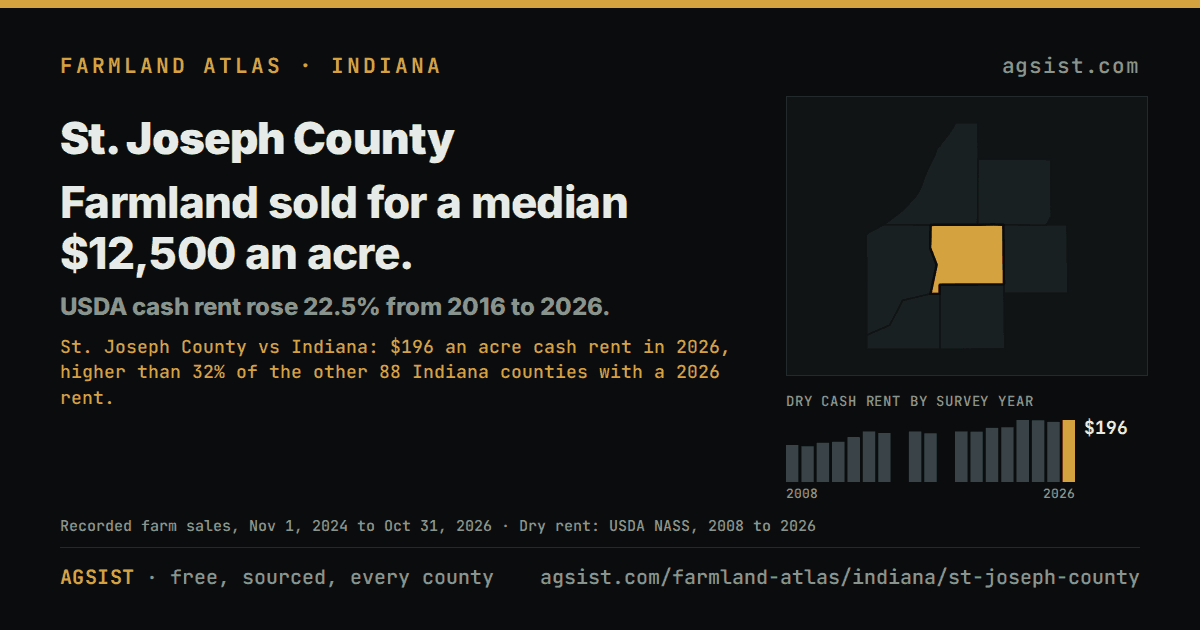 FARMLAND ATLAS · INDIANA
agsist.com
St. Joseph County
Farmland sold for a median
$12,500 an acre.
USDA cash rent rose 22.5% from 2016 to 2026.
St. Joseph County vs Indiana: $196 an acre cash rent in 2026,
higher than 32% of the other 88 Indiana counties with a 2026
rent.
DRY CASH RENT BY SURVEY YEAR
$196
2008
2026
Recorded farm sales, Nov 1, 2024 to Oct 31, 2026 · Dry rent: USDA NASS, 2008 to 2026
AGSIST · free, sourced, every county
agsist.com/farmland-atlas/indiana/st-joseph-county